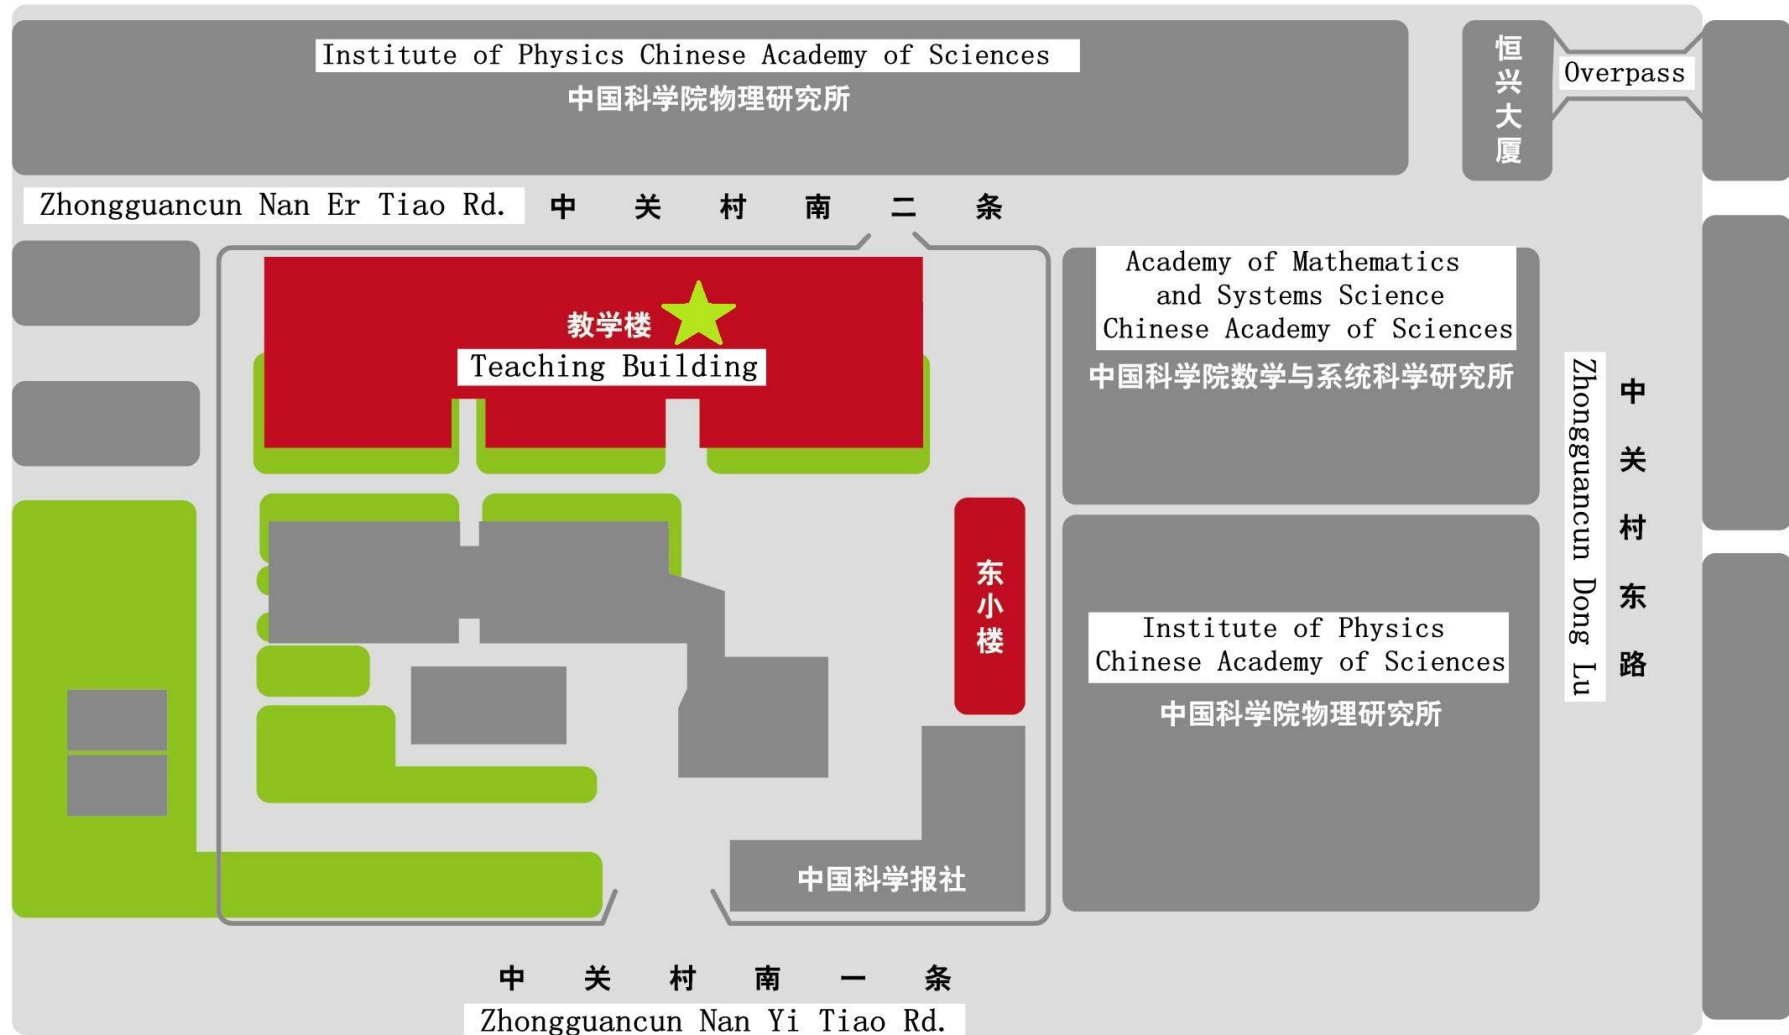 Institute of Physics Chinese Academy of Sciences
中国科学院物理研究所
恒兴大厦
Overpass
Zhongguancun Nan Er Tiao Rd.
中关村南二条
教学楼
Teaching Building
Academy of Mathematics
and Systems Science
Chinese Academy of Sciences
中国科学院数学与系统科学研究所
Zhongguancun Dong Lu
中关村东路
东小楼
Institute of Physics
Chinese Academy of Sciences
中国科学院物理研究所
中国科学报社
中关村南一条
Zhongguancun Nan Yi Tiao Rd.